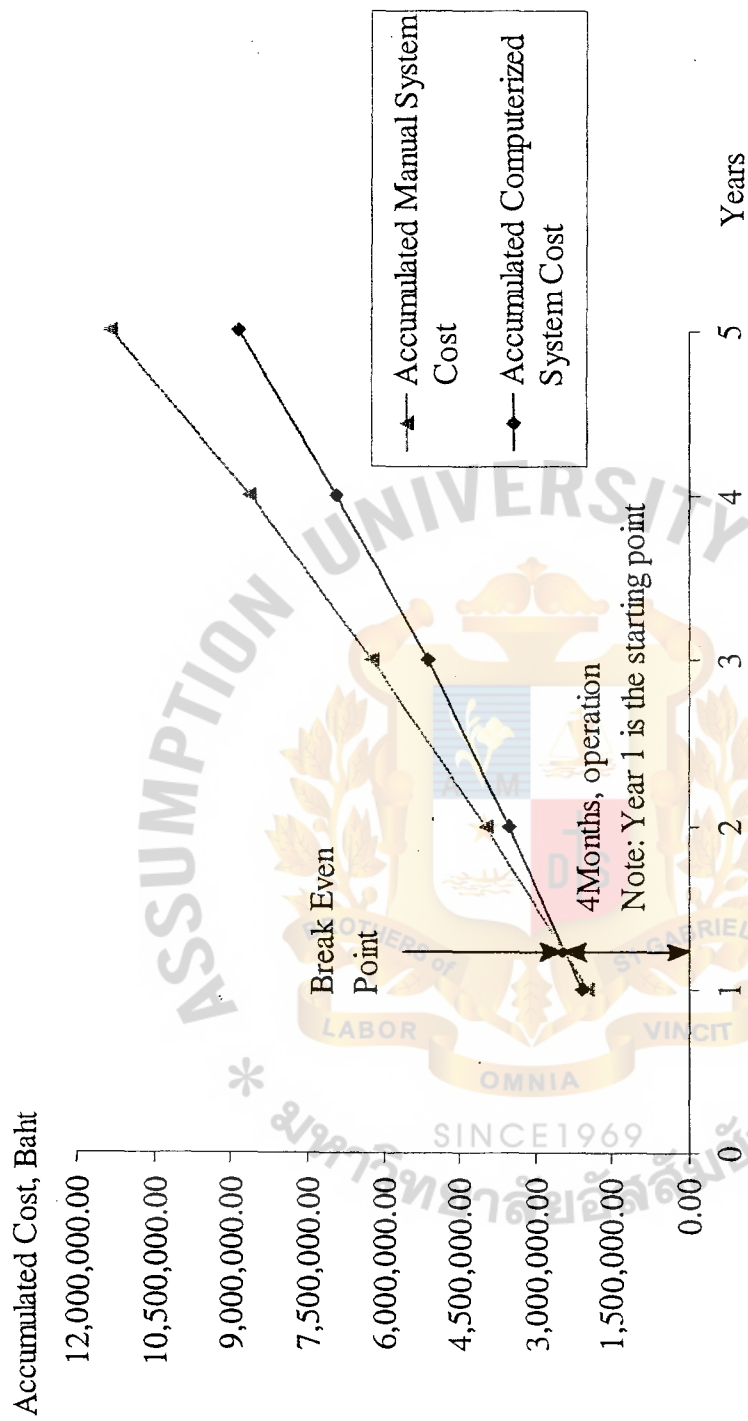 Accumulated Cost, Baht
12,000,000.00
10,500,000.00
9,000,000.00
7,500,000.00
6,000,000.00
4,500,000.00
3,000,000.00
1,500,000.00
0.00
0
1
2
3
4
5
Years
Break Even
Point
4Months, operation
Note: Year 1 is the starting point
Accumulated Manual System
Cost
Accumulated Computerized
System Cost
ASSUMPTION UNIVERSITY
BROTHERS of
ST GABRIEL
LABOR
OMNIA
VINCIT
SINCE1969